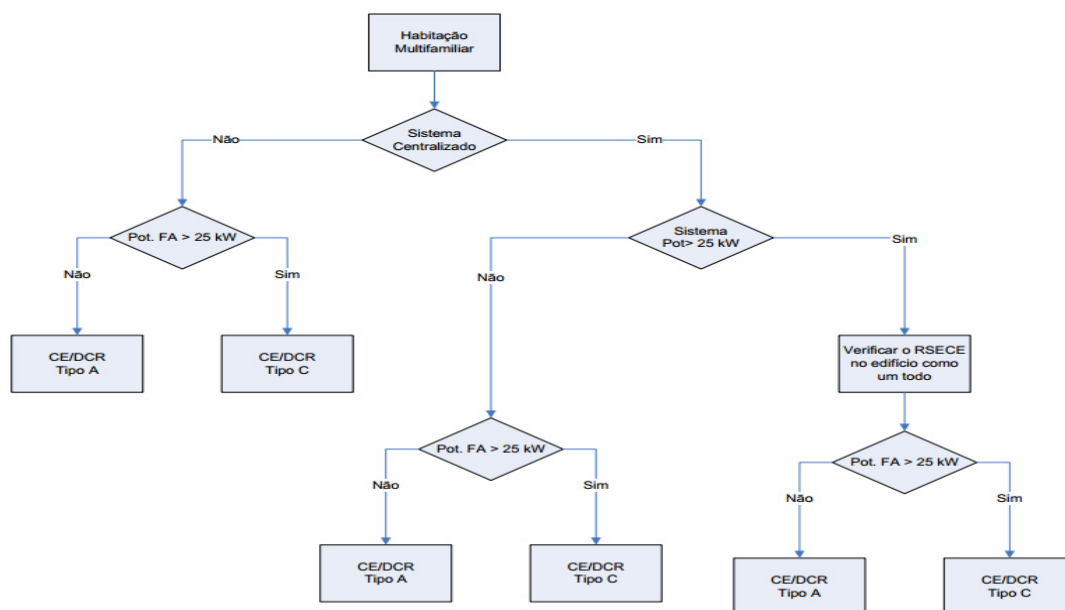 Habitação
Multifamiliar
Sistema
Centralizado
Não
Sim
Pot. FA > 25 kW
Sistema
Pot> 25 kW
Não
Sim
Não
Sim
CE/DCR
Tipo A
CE/DCR
Tipo C
Verificar o RSECE
no edifício como
um todo
Pot. FA > 25 kW
Pot. FA > 25 kW
Não
Sim
Não
Sim
CE/DCR
Tipo A
CE/DCR
Tipo C
CE/DCR
Tipo A
CE/DCR
Tipo C